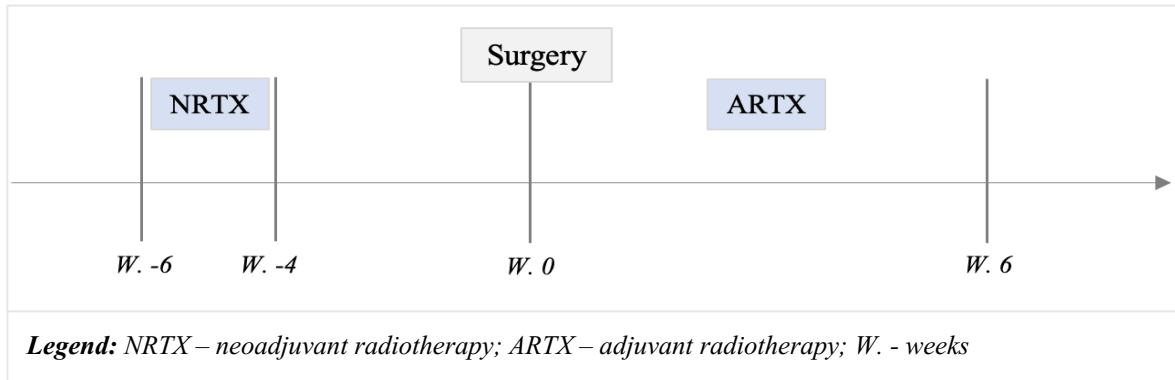 Surgery
NRTX
ARTX
W. -6
W. -4
W. 0
W. 6
Legend: NRTX – neoadjuvant radiotherapy; ARTX – adjuvant radiotherapy; W. - weeks